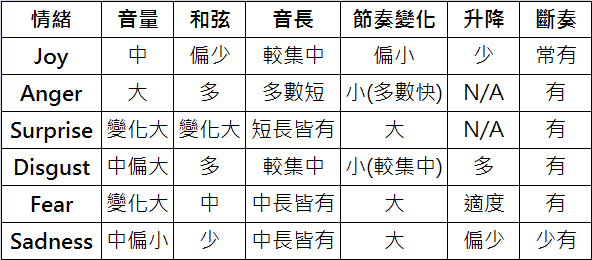 情緒 音量 和弦 音長 節奏變化 升降 斷奏
Joy 中 偏少 較集中 偏小 少 常有
Anger 大 多 多數短 小(多數快) N/A 有
Surprise 變化大 變化大 短長皆有 大 N/A 有
Disgust 中偏大 多 較集中 小(較集中) 多 有
Fear 變化大 中 中長皆有 大 適度 有
Sadness 中偏小 少 中長皆有 大 偏少 少有